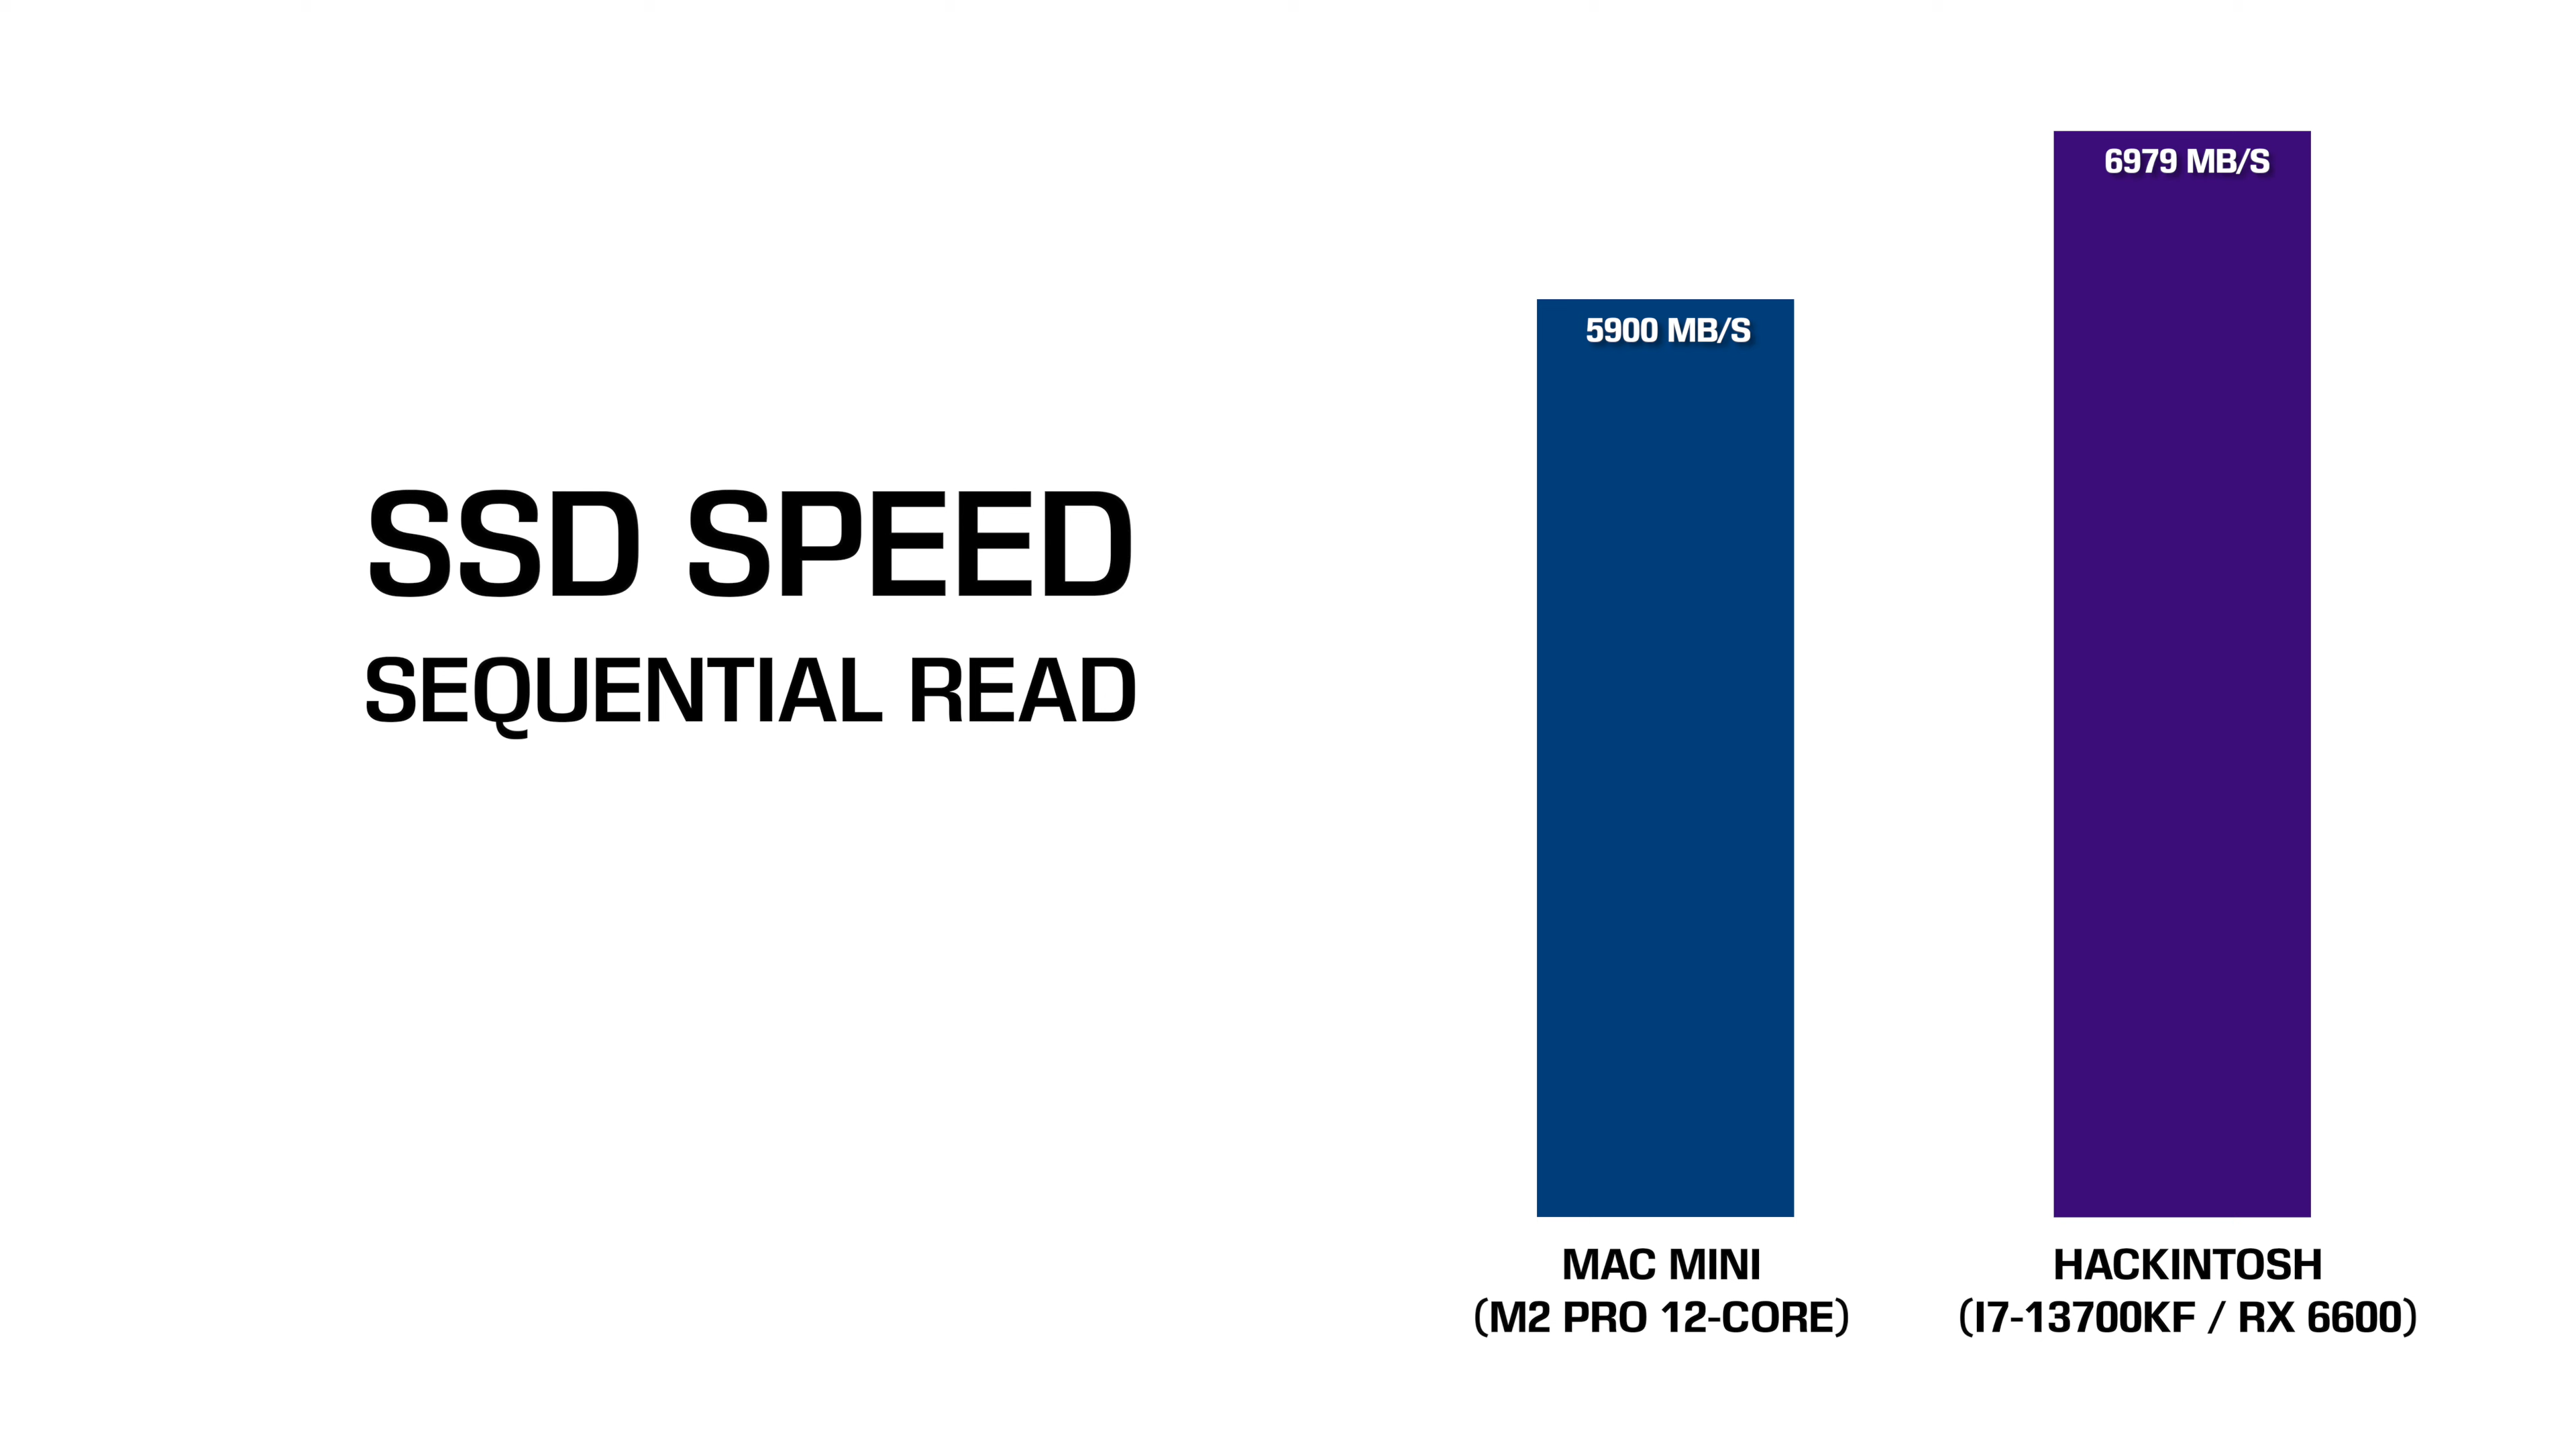 SSD SPEED
SEQUENTIAL READ
5900 MB/S
6979 MB/S
MAC MINI
(M2 PRO 12-CORE)
HACKINTOSH
(I7-13700KF / RX 6600)